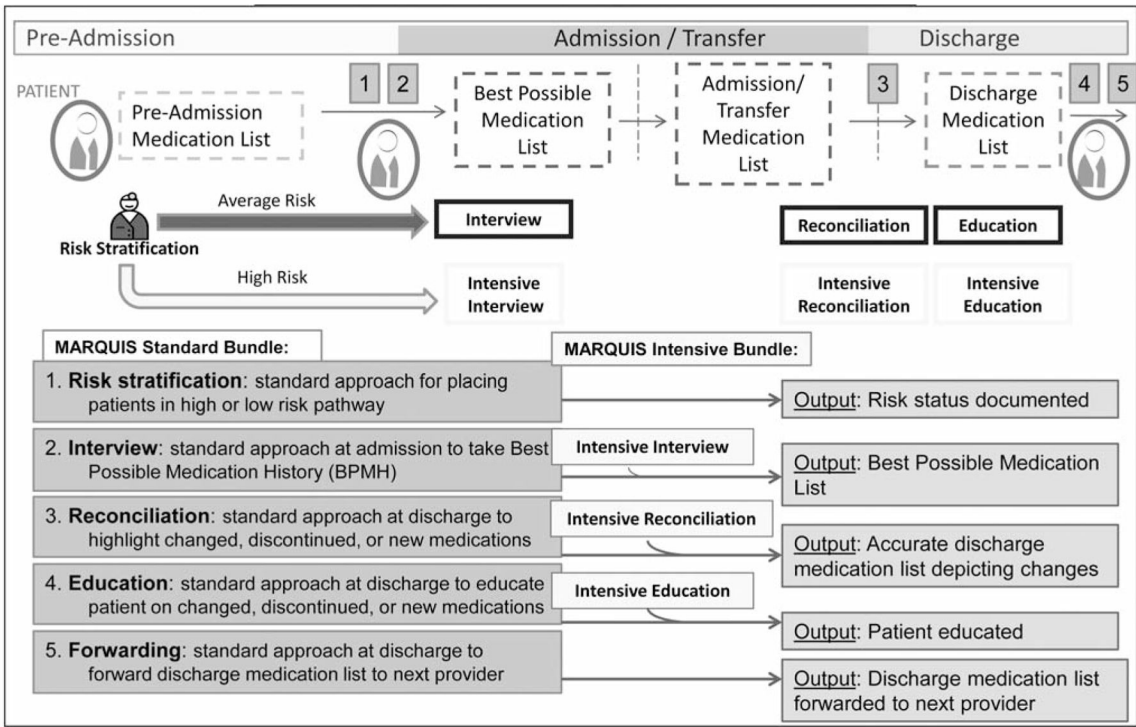 Pre-Admission
Admission / Transfer
Discharge
PATIENT
Pre-Admission
Medication List
1 2
Best Possible
Medication
List
Admission/
Transfer
Medication
List
3
Discharge
Medication
List
4 5
Average Risk
Risk Stratification
High Risk
Interview
Reconciliation
Education
Intensive
Interview
Intensive
Reconciliation
Intensive
Education
MARQUIS Standard Bundle:
MARQUIS Intensive Bundle:
1. Risk stratification: standard approach for placing
patients in high or low risk pathway
Output: Risk status documented
2. Interview: standard approach at admission to take Best
Possible Medication History (BPMH)
Intensive Interview
Output: Best Possible Medication
List
3. Reconciliation: standard approach at discharge to
highlight changed, discontinued, or new medications
Intensive Reconciliation
Output: Accurate discharge
medication list depicting changes
4. Education: standard approach at discharge to educate
patient on changed, discontinued, or new medications
Intensive Education
Output: Patient educated
5. Forwarding: standard approach at discharge to
forward discharge medication list to next provider
Output: Discharge medication list
forwarded to next provider